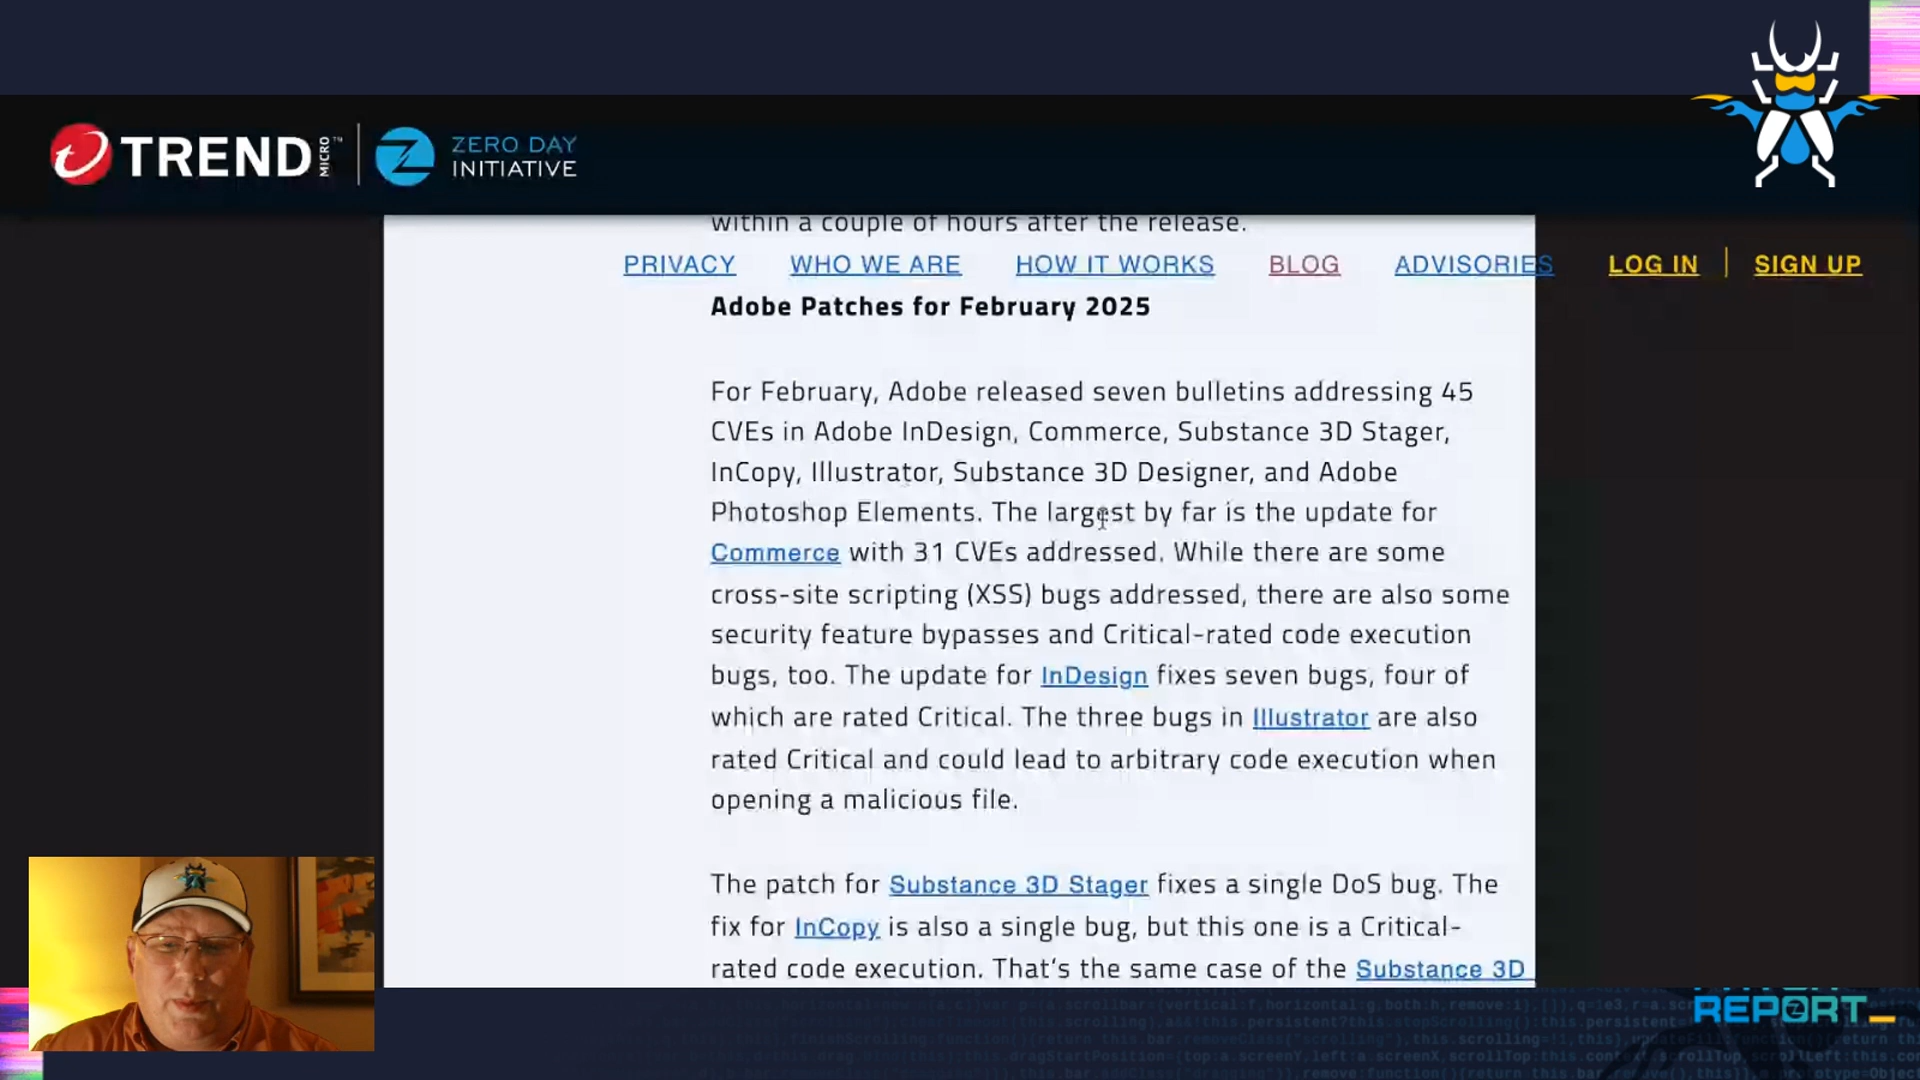 TREND MICRO™
ZERO DAY
INITIATIVE
within a couple of hours after the release.
PRIVACY WHO WE ARE HOW IT WORKS BLOG ADVISORIES LOG IN SIGN UP
Adobe Patches for February 2025
For February, Adobe released seven bulletins addressing 45
CVEs in Adobe InDesign, Commerce, Substance 3D Stager,
InCopy, Illustrator, Substance 3D Designer, and Adobe
Photoshop Elements. The largest by far is the update for
Commerce with 31 CVEs addressed. While there are some
cross-site scripting (XSS) bugs addressed, there are also some
security feature bypasses and Critical-rated code execution
bugs, too. The update for InDesign fixes seven bugs, four of
which are rated Critical. The three bugs in Illustrator are also
rated Critical and could lead to arbitrary code execution when
opening a malicious file.
The patch for Substance 3D Stager fixes a single DoS bug. The
fix for InCopy is also a single bug, but this one is a Critical-
rated code execution. That's the same case of the Substance 3D
REPORT_